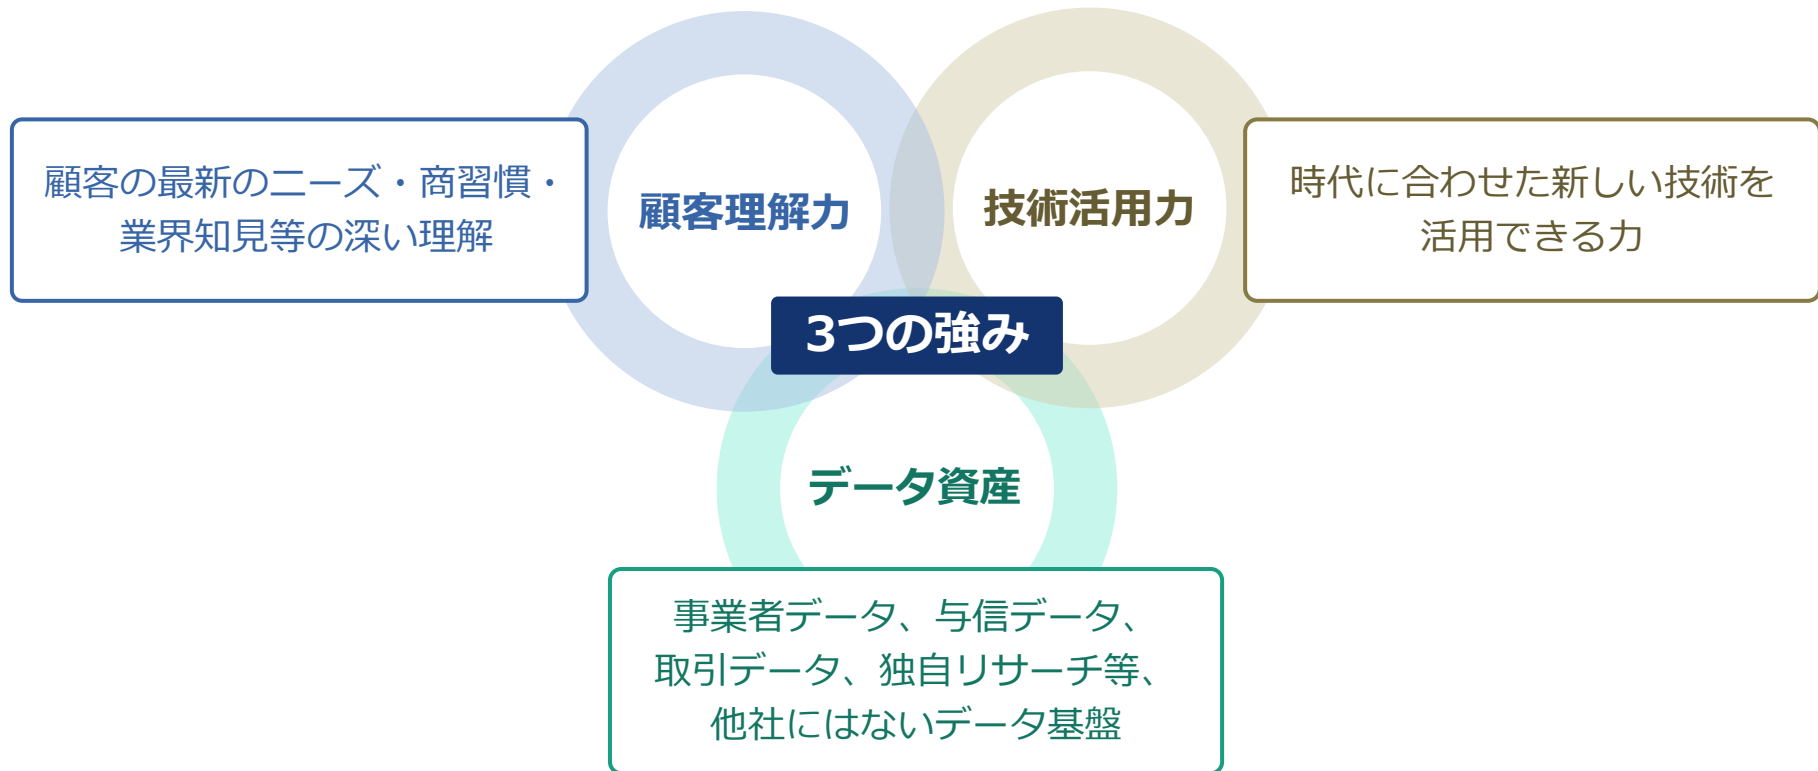 顧客の最新のニーズ・商習慣・
業界知見等の深い理解
顧客理解力
技術活用力
時代に合わせた新しい技術を
活用できる力
3つの強み
データ資産
事業者データ、与信データ、
取引データ、独自リサーチ等、
他社にはないデータ基盤